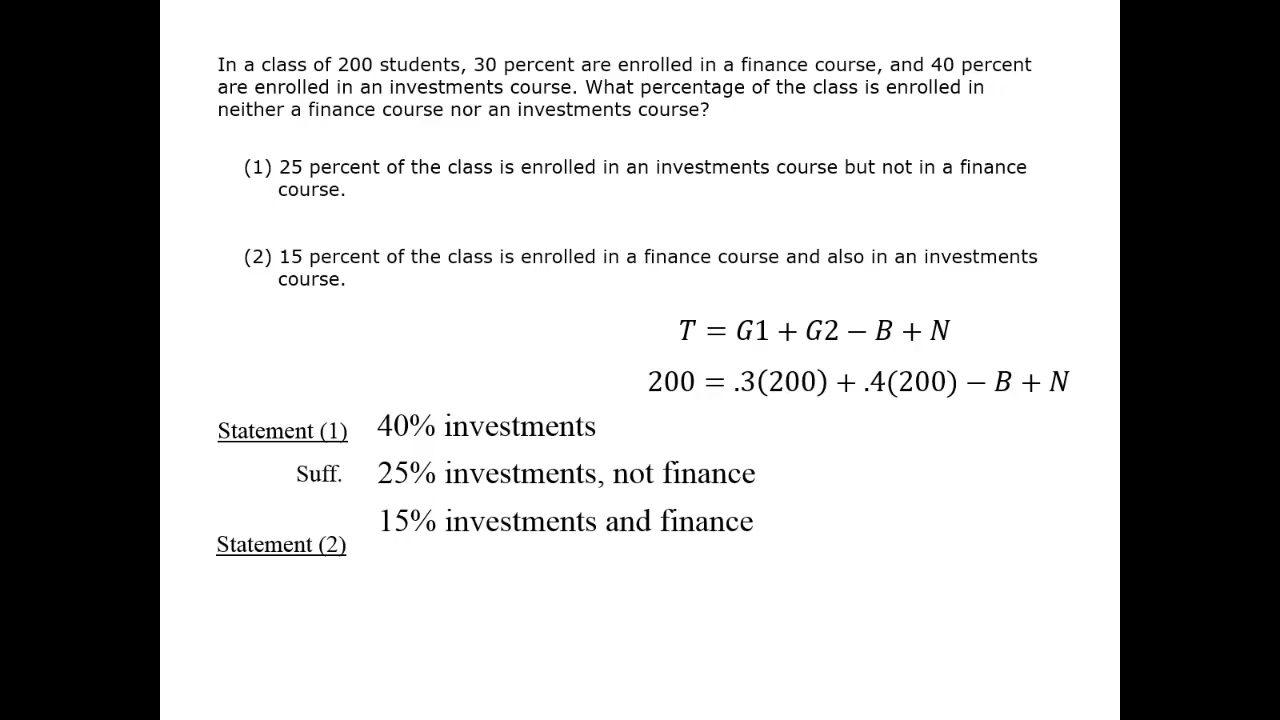 In a class of 200 students, 30 percent are enrolled in a finance course, and 40 percent
are enrolled in an investments course. What percentage of the class is enrolled in
neither a finance course nor an investments course?
(1) 25 percent of the class is enrolled in an investments course but not in a finance
course.
(2) 15 percent of the class is enrolled in a finance course and also in an investments
course.
T = G1 + G2 − B + N
200 = .3(200) + .4(200) − B + N
Statement (1) 40% investments
Suff. 25% investments, not finance
15% investments and finance
Statement (2)